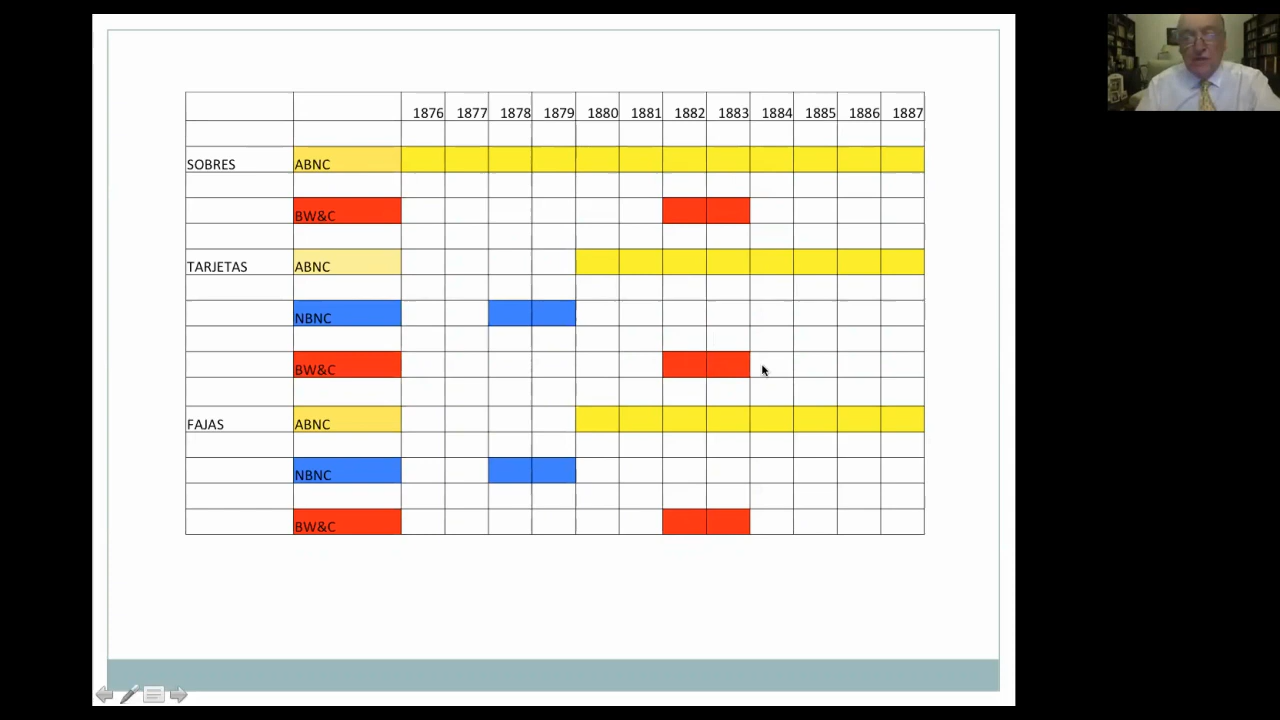 1876 1877 1878 1879 1880 1881 1882 1883 1884 1885 1886 1887
SOBRES ABNC
BW&C
TARJETAS ABNC
NBNC
BW&C
FAJAS ABNC
NBNC
BW&C